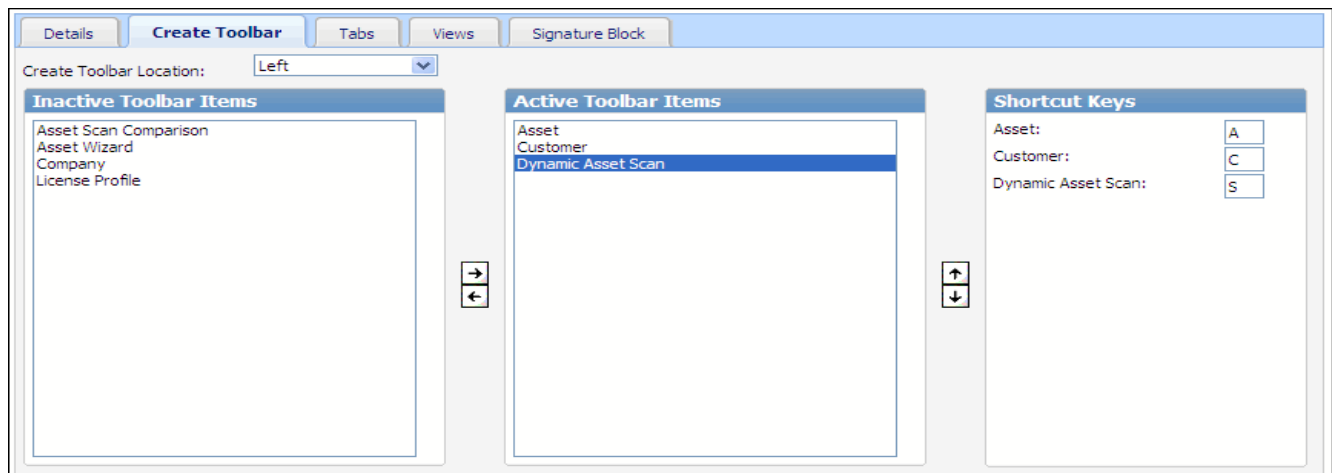 Details Create Toolbar Tabs Views Signature Block
Create Toolbar Location: Left
Inactive Toolbar Items
Asset Scan Comparison
Asset Wizard
Company
License Profile
Active Toolbar Items
Asset
Customer
Dynamic Asset Scan
Shortcut Keys
Asset: A
Customer: C
Dynamic Asset Scan: S